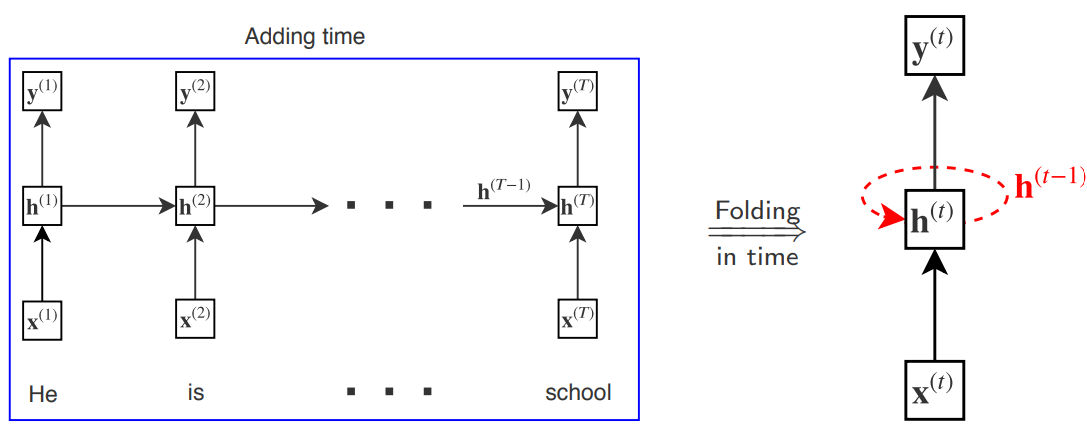 Adding time
y^(1) y^(2) y^(T)
h^(1) h^(2) · · · h^(T−1) h^(T)
x^(1) x^(2) x^(T)
He is · · · school
Folding
in time
y^(t)
h^(t−1)
h^(t)
x^(t)